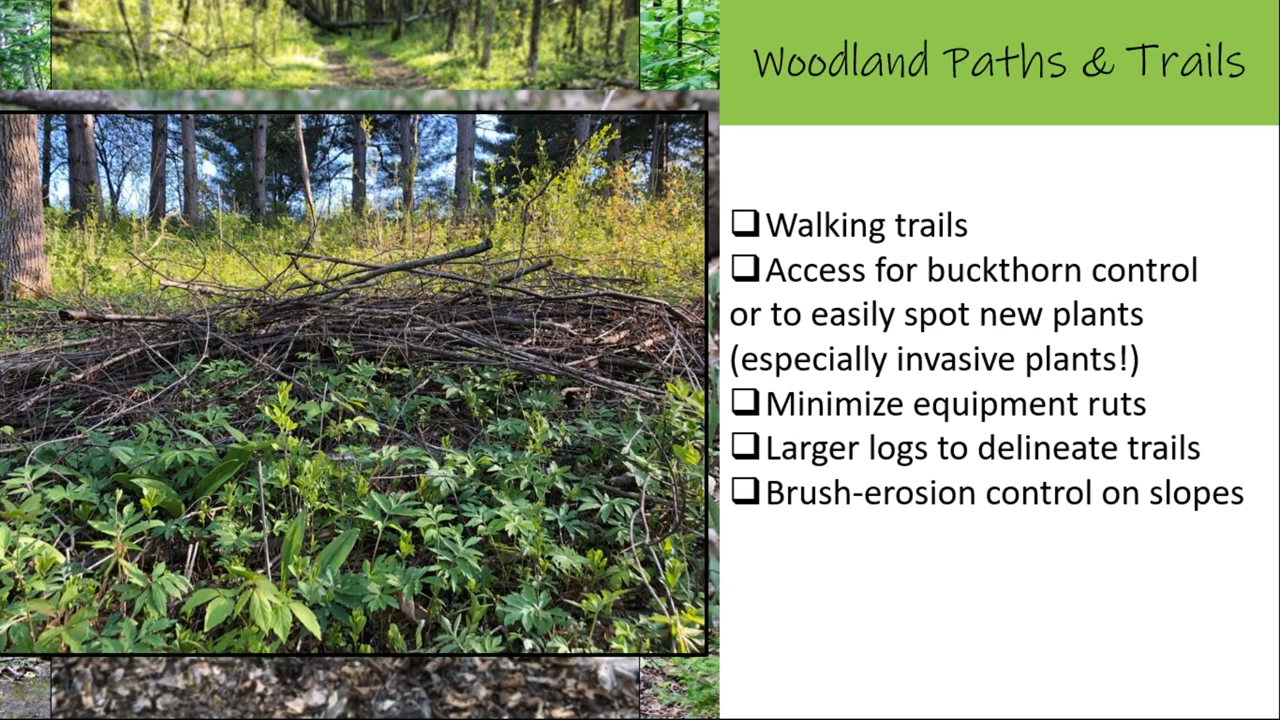 Woodland Paths & Trails
❑Walking trails
❑Access for buckthorn control
or to easily spot new plants
(especially invasive plants!)
❑Minimize equipment ruts
❑Larger logs to delineate trails
❑Brush-erosion control on slopes